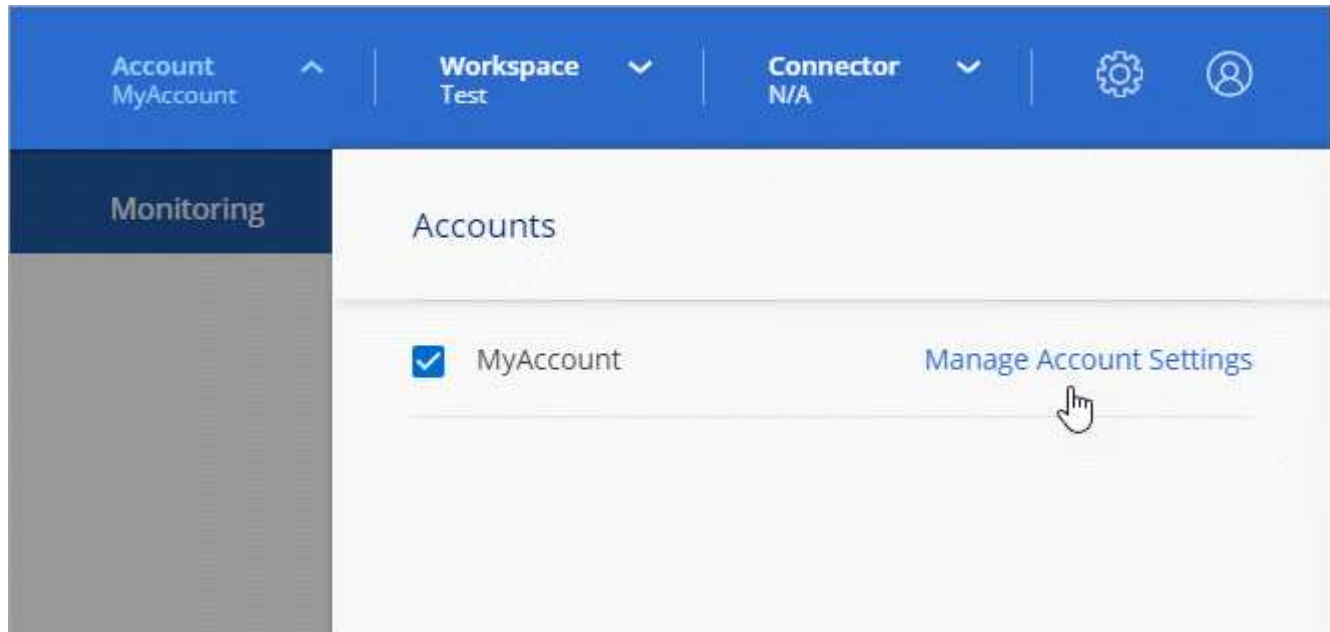 Account
MyAccount
Workspace
Test
Connector
N/A
Monitoring
Accounts
MyAccount
Manage Account Settings